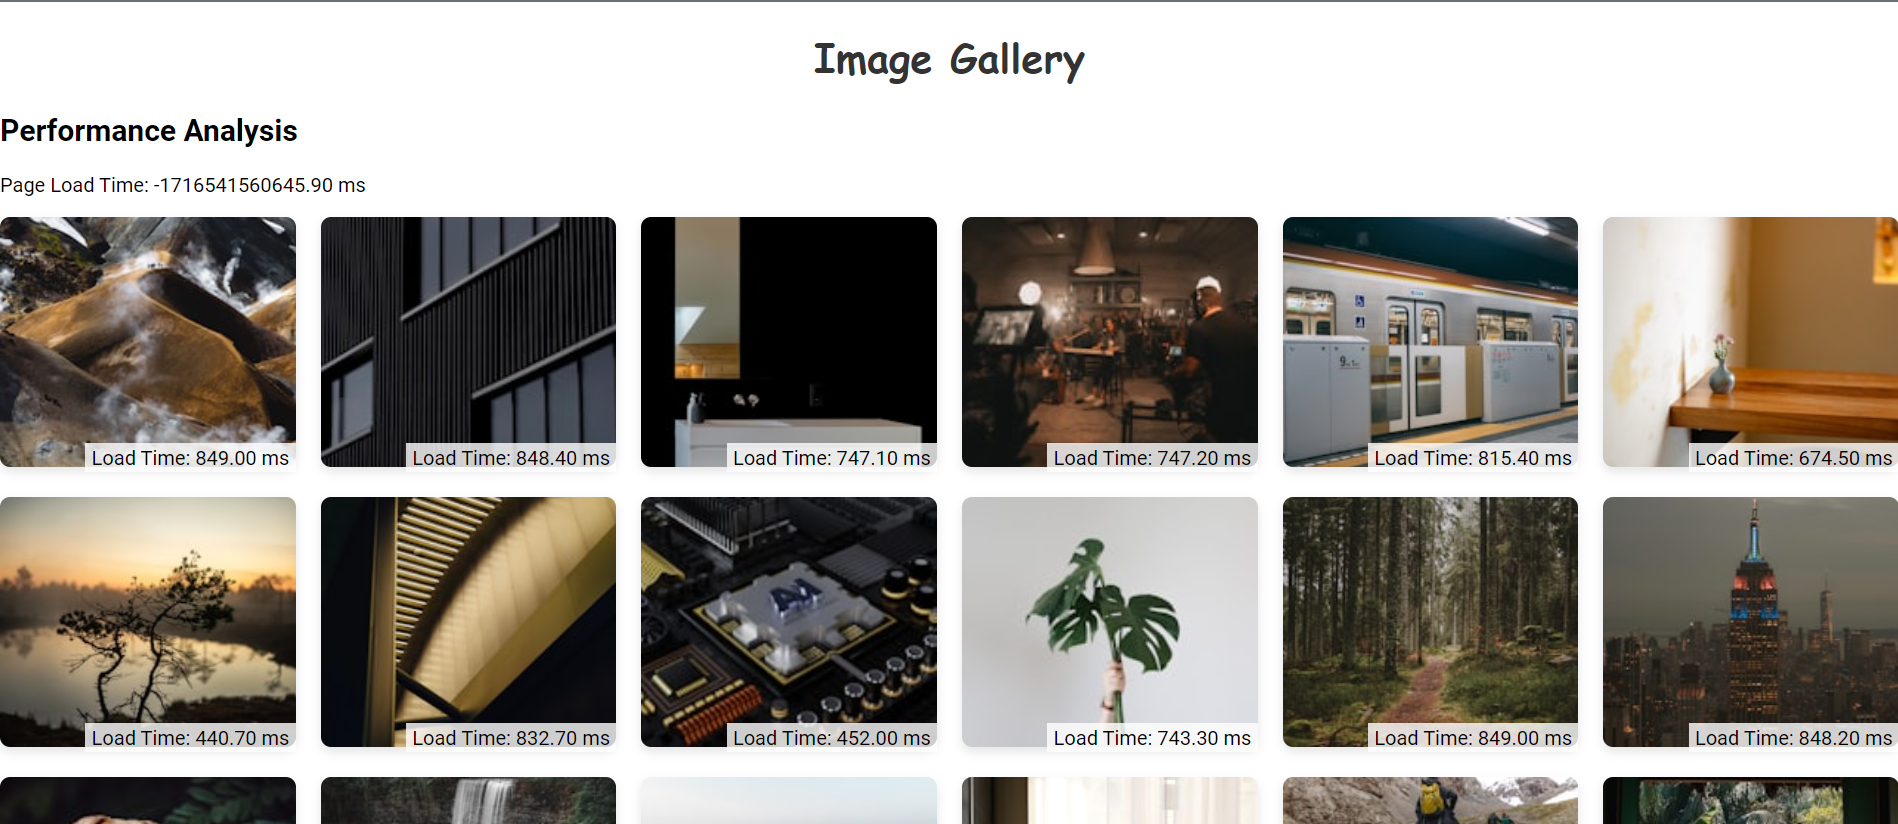 Image Gallery
Performance Analysis
Page Load Time: -1716541560645.90 ms
Load Time: 849.00 ms
Load Time: 848.40 ms
Load Time: 747.10 ms
Load Time: 747.20 ms
Load Time: 815.40 ms
Load Time: 674.50 ms
AI
Load Time: 440.70 ms
Load Time: 832.70 ms
Load Time: 452.00 ms
Load Time: 743.30 ms
Load Time: 849.00 ms
Load Time: 848.20 ms